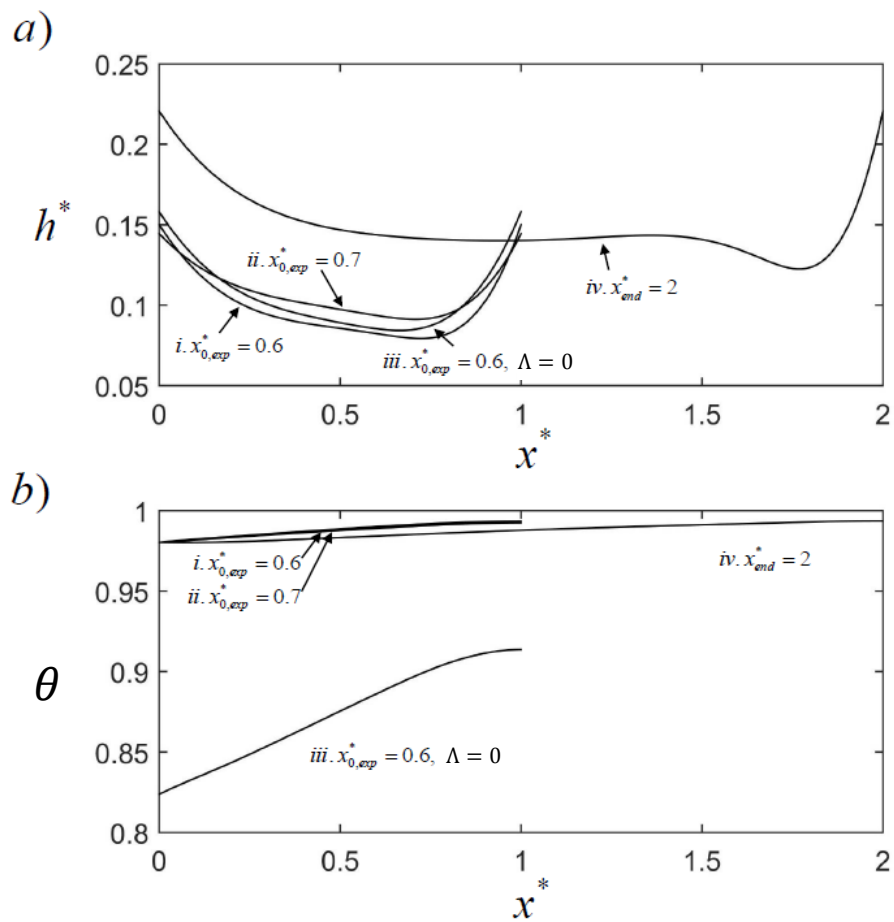 a)
0.25
0.2
0.15
0.1
0.05
h*
ii. x*0,exp = 0.7
i. x*0,exp = 0.6
iii. x*0,exp = 0.6, Λ = 0
iv. x*end = 2
0
0.5
1
1.5
2
x*
b)
1
0.95
0.9
0.85
0.8
θ
i. x*0,exp = 0.6
ii. x*0,exp = 0.7
iv. x*end = 2
iii. x*0,exp = 0.6, Λ = 0
0
0.5
1
1.5
2
x*